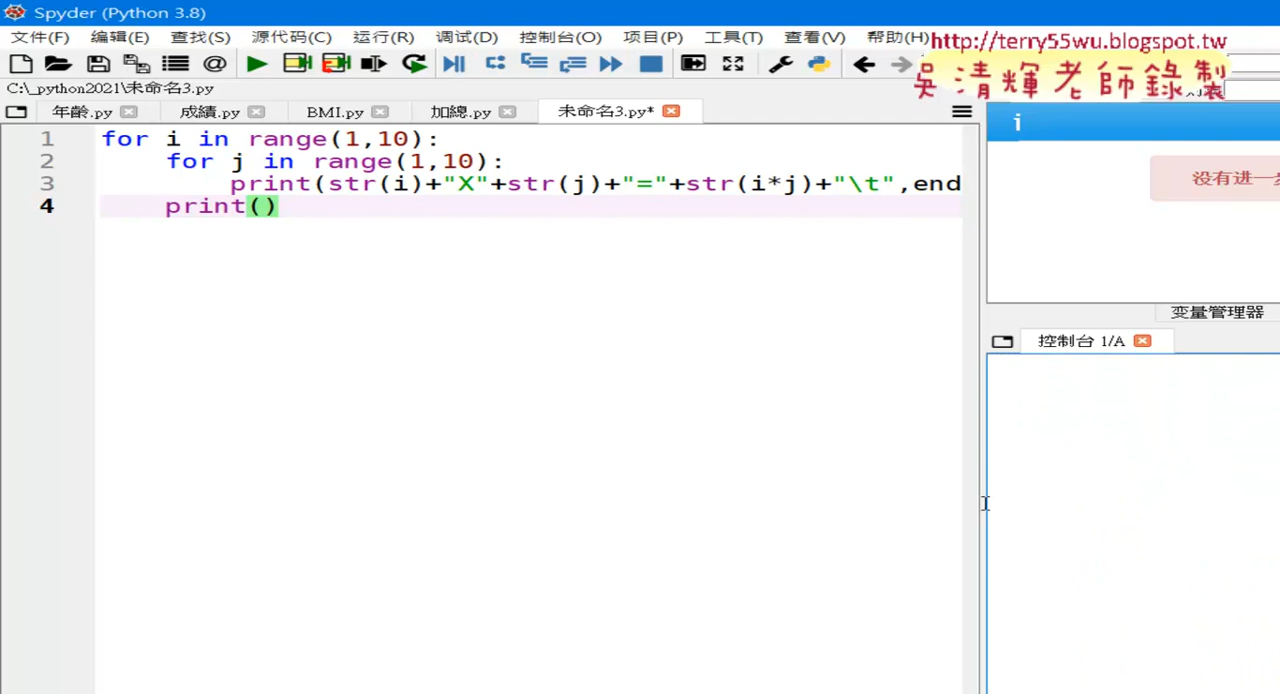 Spyder (Python 3.8)
文件(F) 编辑(E) 查找(S) 源代码(C) 运行(R) 调试(D) 控制台(O) 项目(P) 工具(T) 查看(V) 帮助(H)
http://terry55wu.blogspot.tw
吳清輝老師錄製
C:\_python2021\未命名3.py
年齡.py 成績.py BMI.py 加總.py 未命名3.py*
i
1 for i in range(1,10):
2 for j in range(1,10):
3 print(str(i)+"X"+str(j)+"="+str(i*j)+"\t",end
4 print()
没有进一步
变量管理器
控制台 1/A